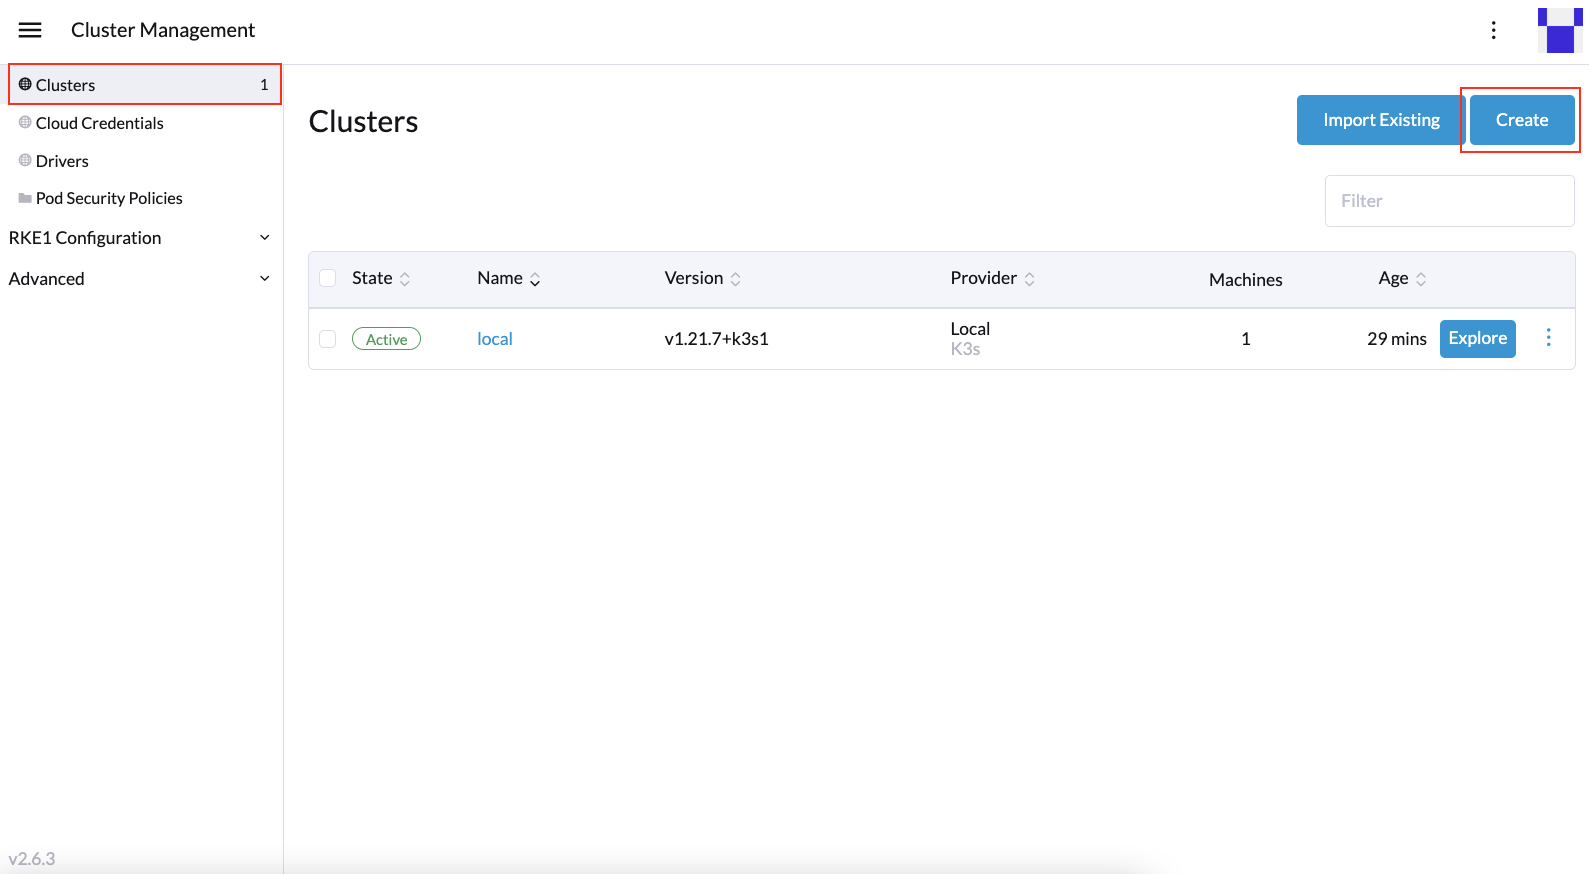 Cluster Management
Clusters 1
Cloud Credentials
Drivers
Pod Security Policies
RKE1 Configuration
Advanced
v2.6.3
Clusters
Import Existing
Create
Filter
State Name Version Provider Machines Age
Active local v1.21.7+k3s1 Local 1 29 mins Explore
K3s